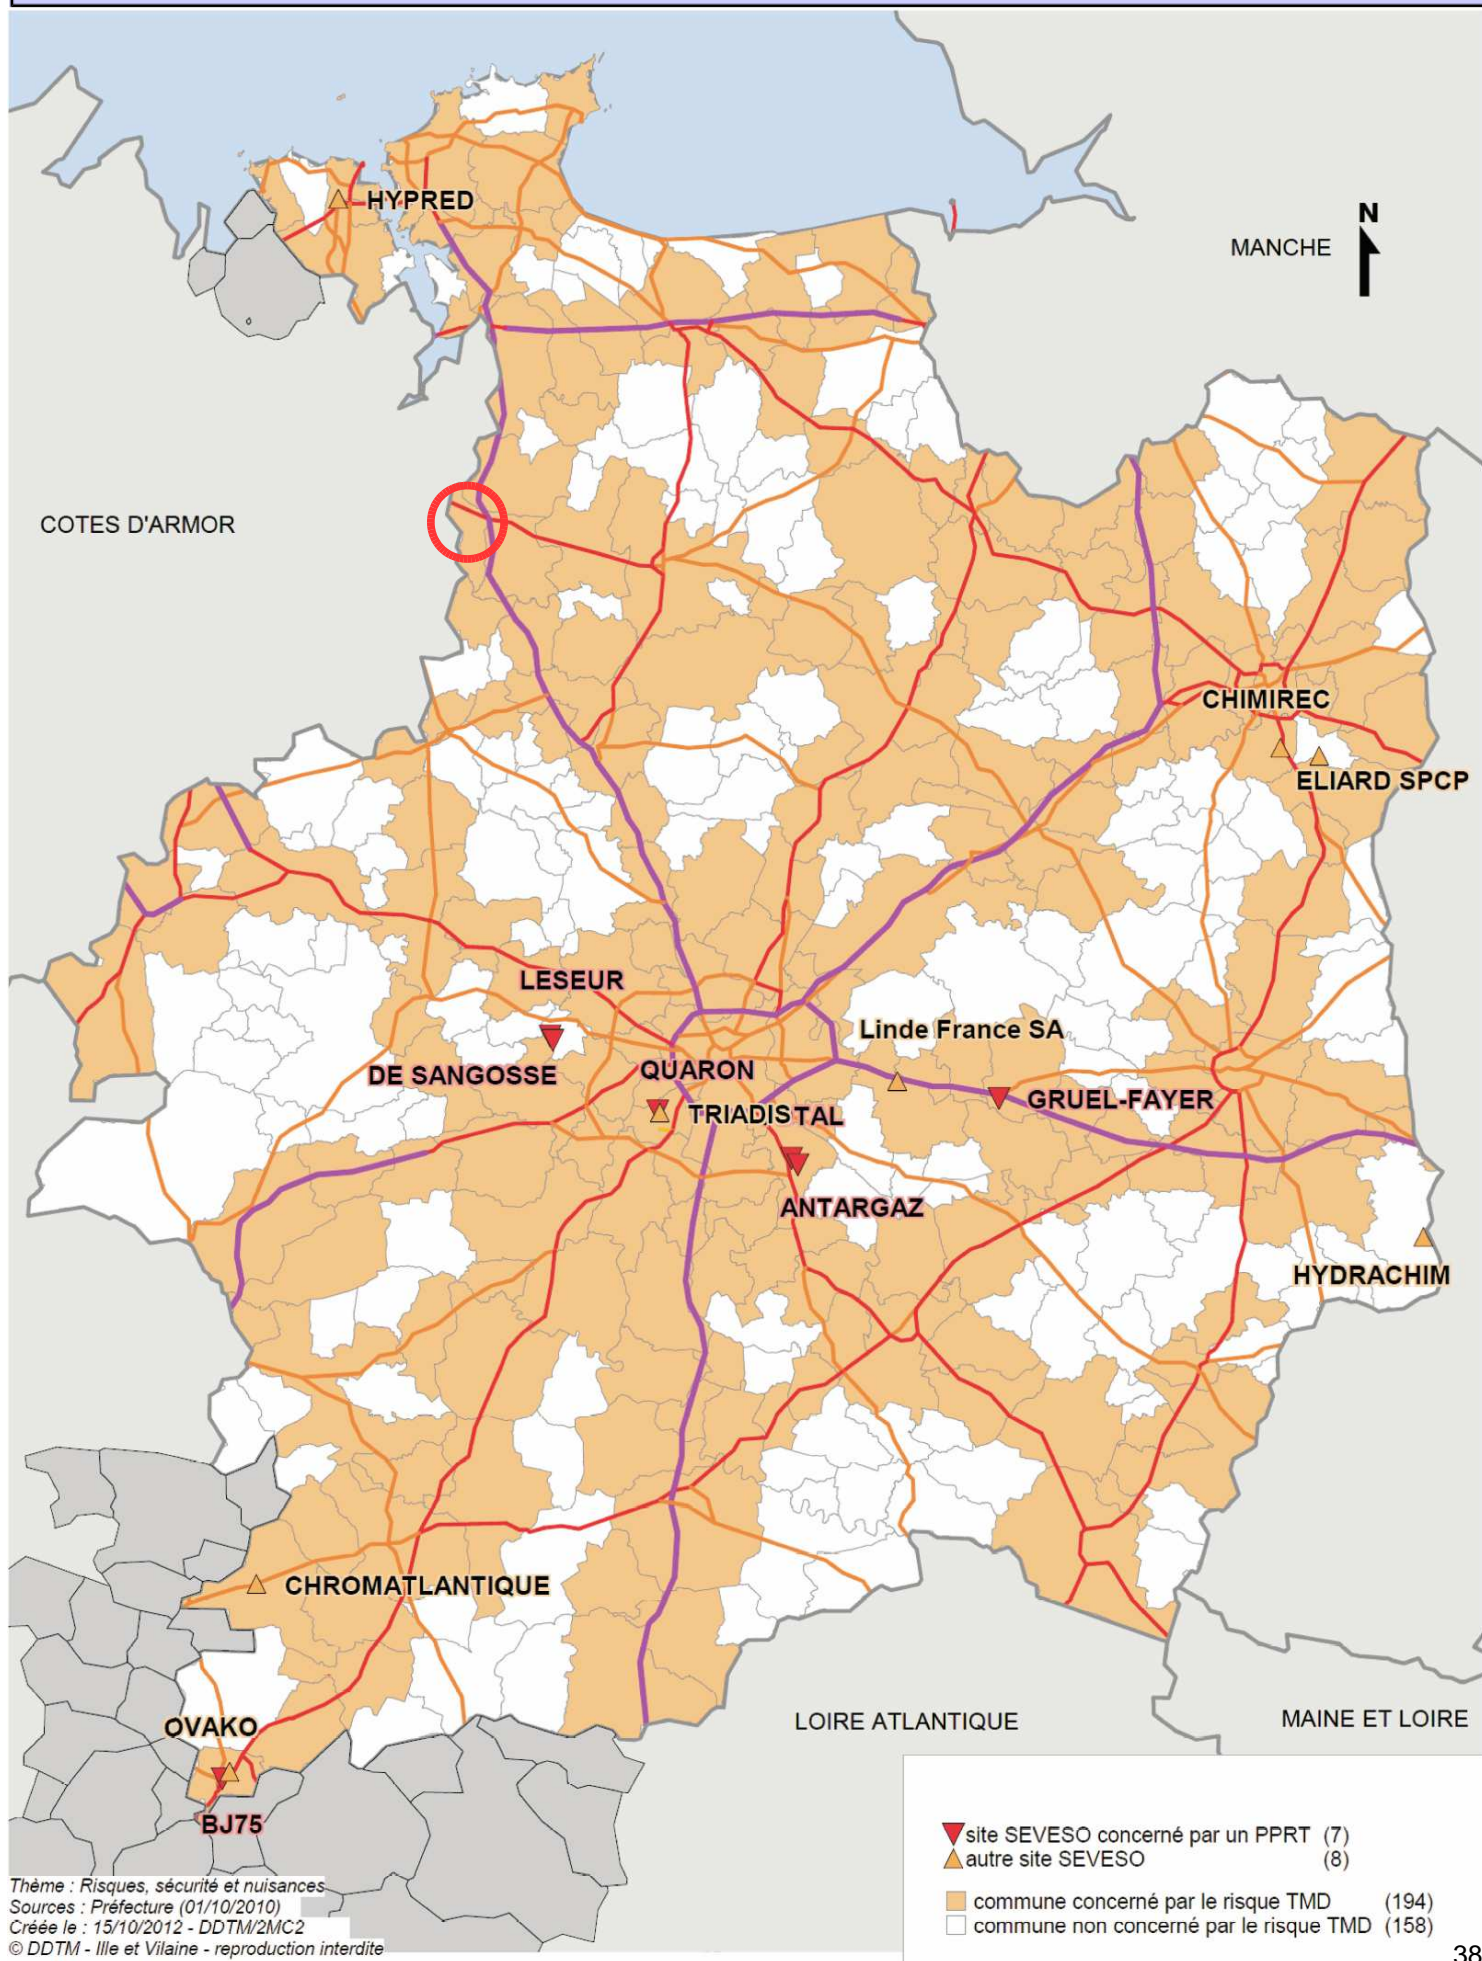 HYPRED
N
MANCHE
COTES D'ARMOR
CHIMIREC
ELIARD SPCP
LESEUR
Linde France SA
DE SANGOSSE
QUARON
GRUEL-FAYER
TRIADIS TAL
ANTARGAZ
HYDRACHIM
CHROMATLANTIQUE
OVAKO
LOIRE ATLANTIQUE
MAINE ET LOIRE
BJ75
site SEVESO concerné par un PPRT (7)
autre site SEVESO (8)
commune concerné par le risque TMD (194)
commune non concerné par le risque TMD (158)
Thème : Risques, sécurité et nuisances
Sources : Préfecture (01/10/2010)
Créée le : 15/10/2012 - DDTM/2MC2
© DDTM - Ille et Vilaine - reproduction interdite
38